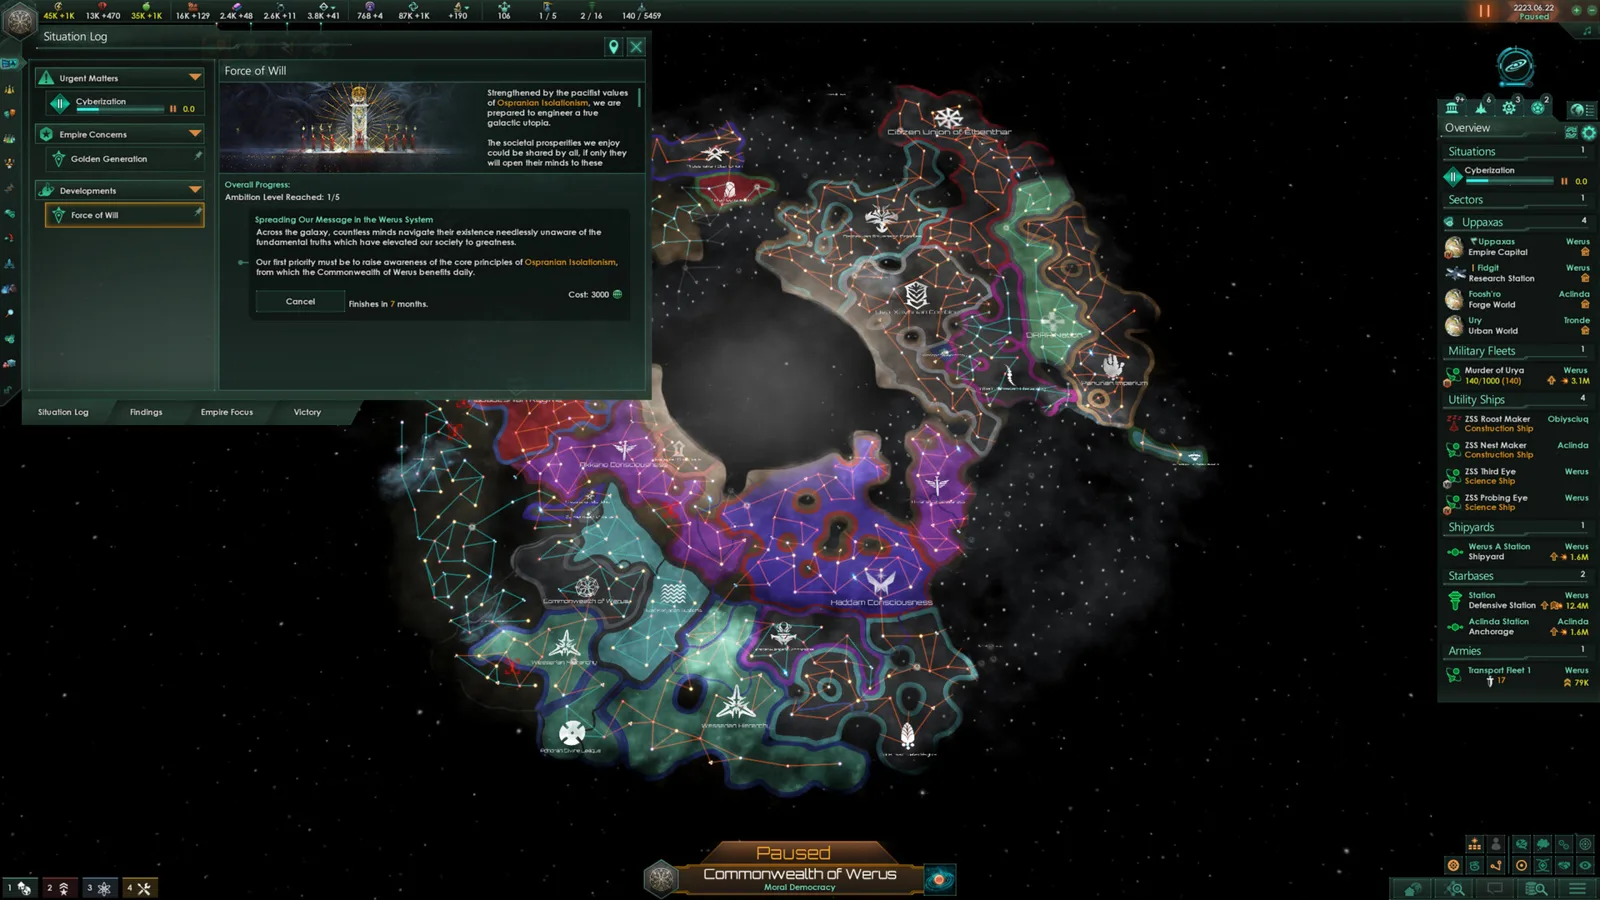 45K +1K
13K +470
35K +1K
16K +129
2.4K +48
2.6K +11
3.8K +41
768 +4
87K +1K
+190
106
1 / 5
2 / 16
140 / 5459
2223.06.22
Paused
Situation Log
Urgent Matters
Cyberization
0.0
Empire Concerns
Golden Generation
Developments
Force of Will
Force of Will
Strengthened by the pacifist values
of Ospranian Isolationism, we are
prepared to engineer a true
galactic utopia.
The societal prosperities we enjoy
could be shared by all, if only they
will open their minds to these
Overall Progress:
Ambition Level Reached: 1/5
Spreading Our Message in the Werus System
Across the galaxy, countless minds navigate their existence needlessly unaware of the
fundamental truths which have elevated our society to greatness.
Our first priority must be to raise awareness of the core principles of Ospranian Isolationism,
from which the Commonwealth of Werus benefits daily.
Cancel
Finishes in 7 months.
Cost: 3000
Situation Log
Findings
Empire Focus
Victory
Citizen Union of Elbenthar
Panurian Imperium
Okkano Consciousness
Haddam Consciousness
Commonwealth of Werus
9+
6
3
2
Overview
Situations
1
Cyberization
0.0
Sectors
1
Uppaxas
4
Uppaxas
Werus
Empire Capital
Fidgit
Werus
Research Station
Foosh'ro
Aclinda
Forge World
Ury
Tronde
Urban World
Military Fleets
1
Murder of Urya
Werus
140/1000 (140)
3.1M
Utility Ships
4
ZSS Roost Maker
Oblysciuq
Construction Ship
ZSS Nest Maker
Aclinda
Construction Ship
ZSS Third Eye
Werus
Science Ship
ZSS Probing Eye
Werus
Science Ship
Shipyards
1
Werus A Station
Werus
Shipyard
1.6M
Starbases
2
Station
Werus
Defensive Station
12.4M
Aclinda Station
Aclinda
Anchorage
1.6M
Armies
1
Transport Fleet 1
Werus
17
79K
Paused
Commonwealth of Werus
Moral Democracy
1
2
3
4